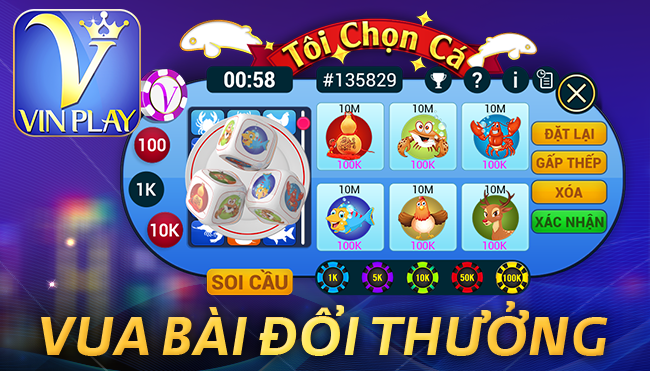 V
VIN PLAY
Tôi Chọn Cá
00:58
#135829
?
i
V
100
1K
10K
10M
100K
10M
100K
10M
100K
10M
100K
10M
100K
10M
100K
ĐẶT LẠI
GẤP THẾP
XÓA
XÁC NHẬN
SOI CẦU
1K
5K
10K
50K
100K
VUA BÀI ĐỔI THƯỞNG